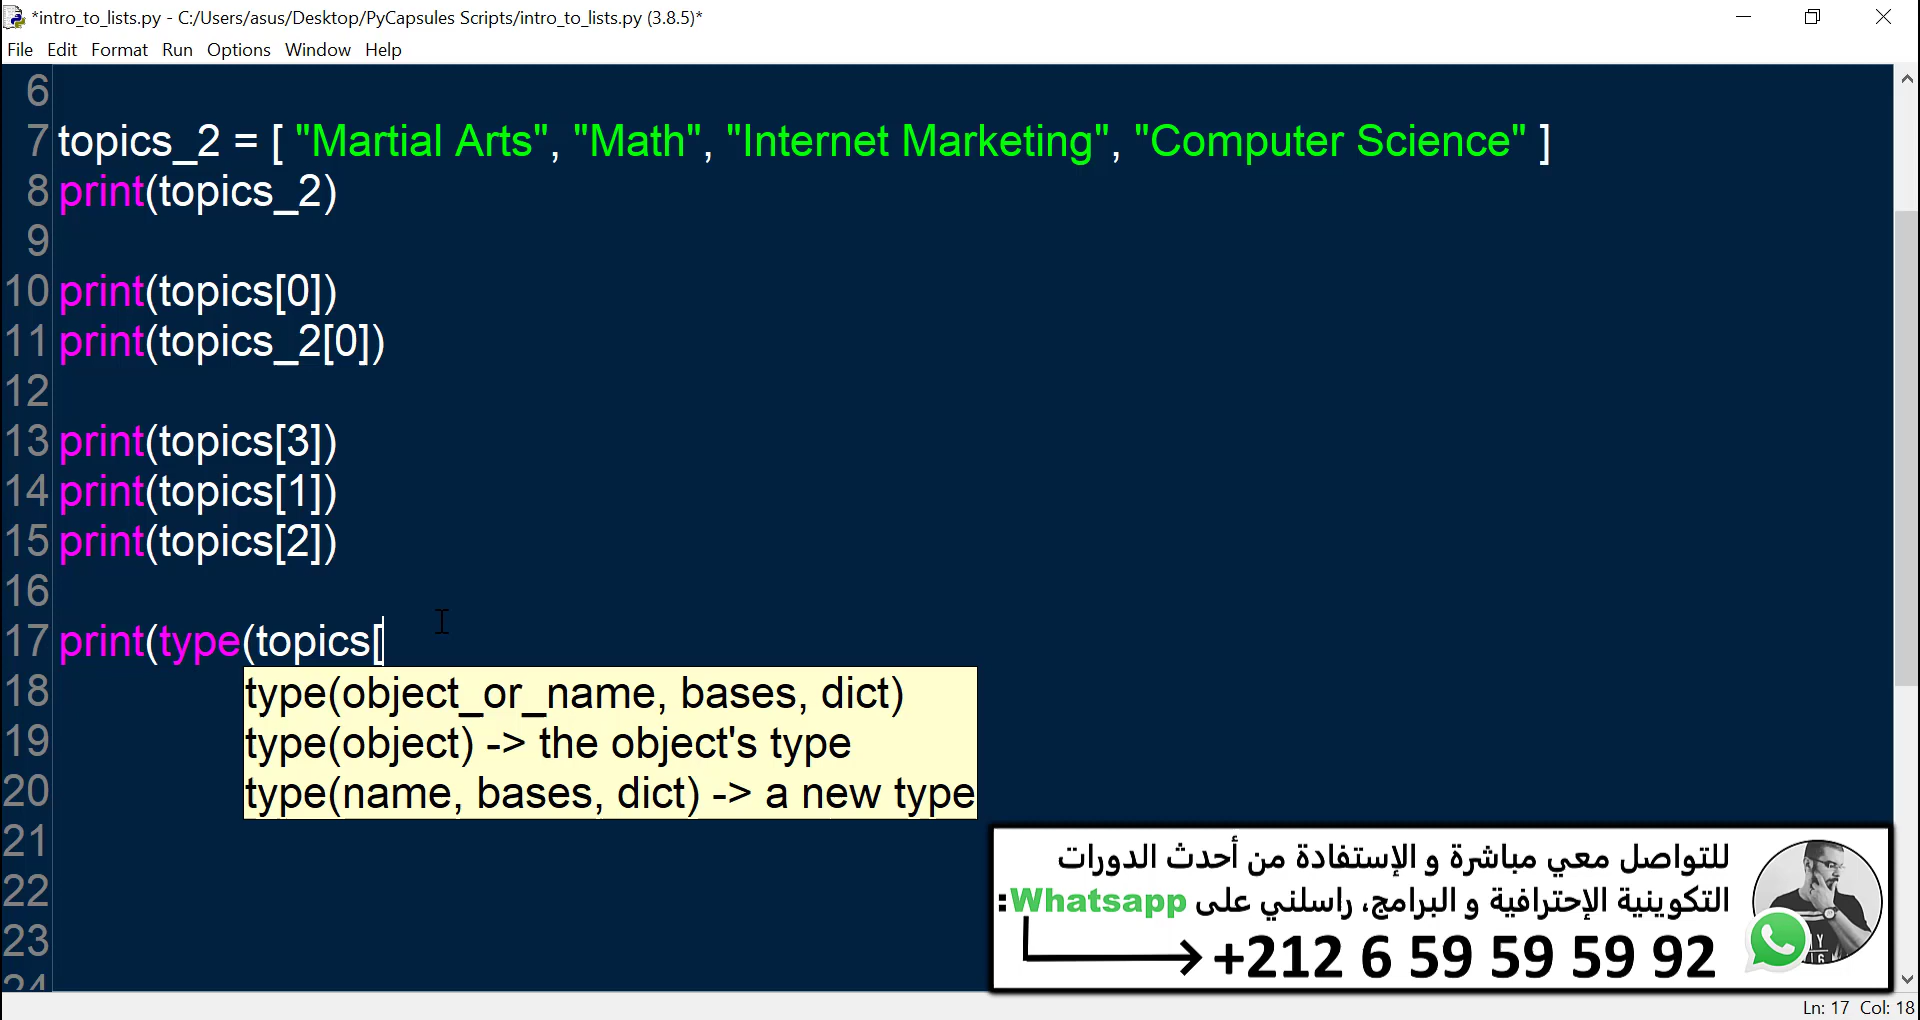 *intro_to_lists.py - C:/Users/asus/Desktop/PyCapsules Scripts/intro_to_lists.py (3.8.5)*
File Edit Format Run Options Window Help
6
7 topics_2 = [ "Martial Arts", "Math", "Internet Marketing", "Computer Science" ]
8 print(topics_2)
9
10 print(topics[0])
11 print(topics_2[0])
12
13 print(topics[3])
14 print(topics[1])
15 print(topics[2])
16
17 print(type(topics[
18 type(object_or_name, bases, dict)
19 type(object) -> the object's type
20 type(name, bases, dict) -> a new type
21
22
23
24
للتواصل معي مباشرة و الإستفادة من أحدث الدورات
التكوينية الإحترافية و البرامج، راسلني على Whatsapp:
+212 6 59 59 59 92
Ln: 17 Col: 18